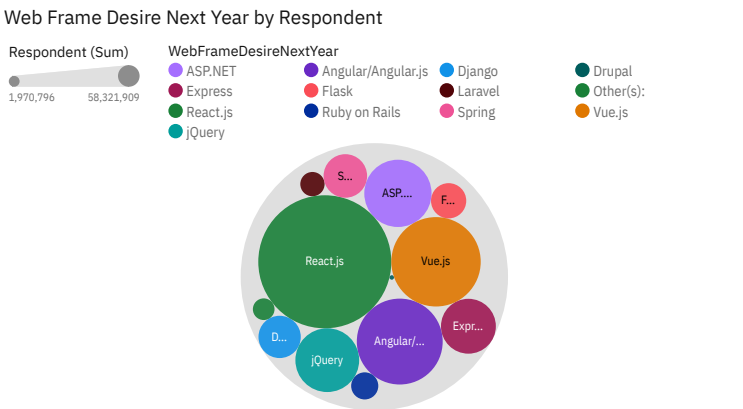 Web Frame Desire Next Year by Respondent
Respondent (Sum)
1,970,796 58,321,909
WebFrameDesireNextYear
ASP.NET Angular/Angular.js Django Drupal
Express Flask Laravel Other(s):
React.js Ruby on Rails Spring Vue.js
jQuery
S...
ASP....
F...
React.js
Vue.js
Expr...
D...
Angular/...
jQuery